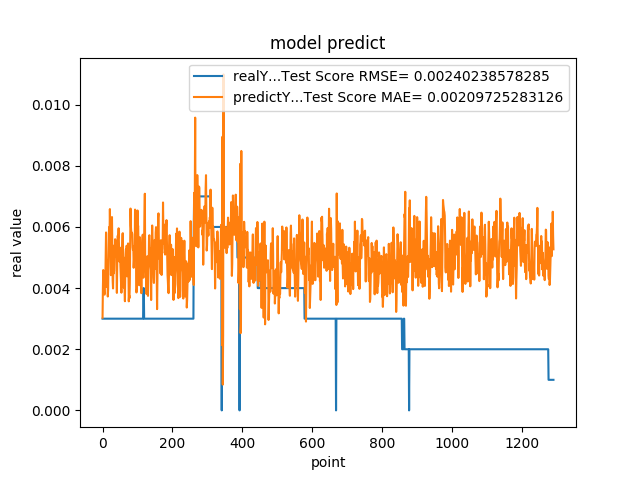 model predict
realY...Test Score RMSE= 0.00240238578285
predictY...Test Score MAE= 0.00209725283126
real value
0.010
0.008
0.006
0.004
0.002
0.000
0 200 400 600 800 1000 1200
point